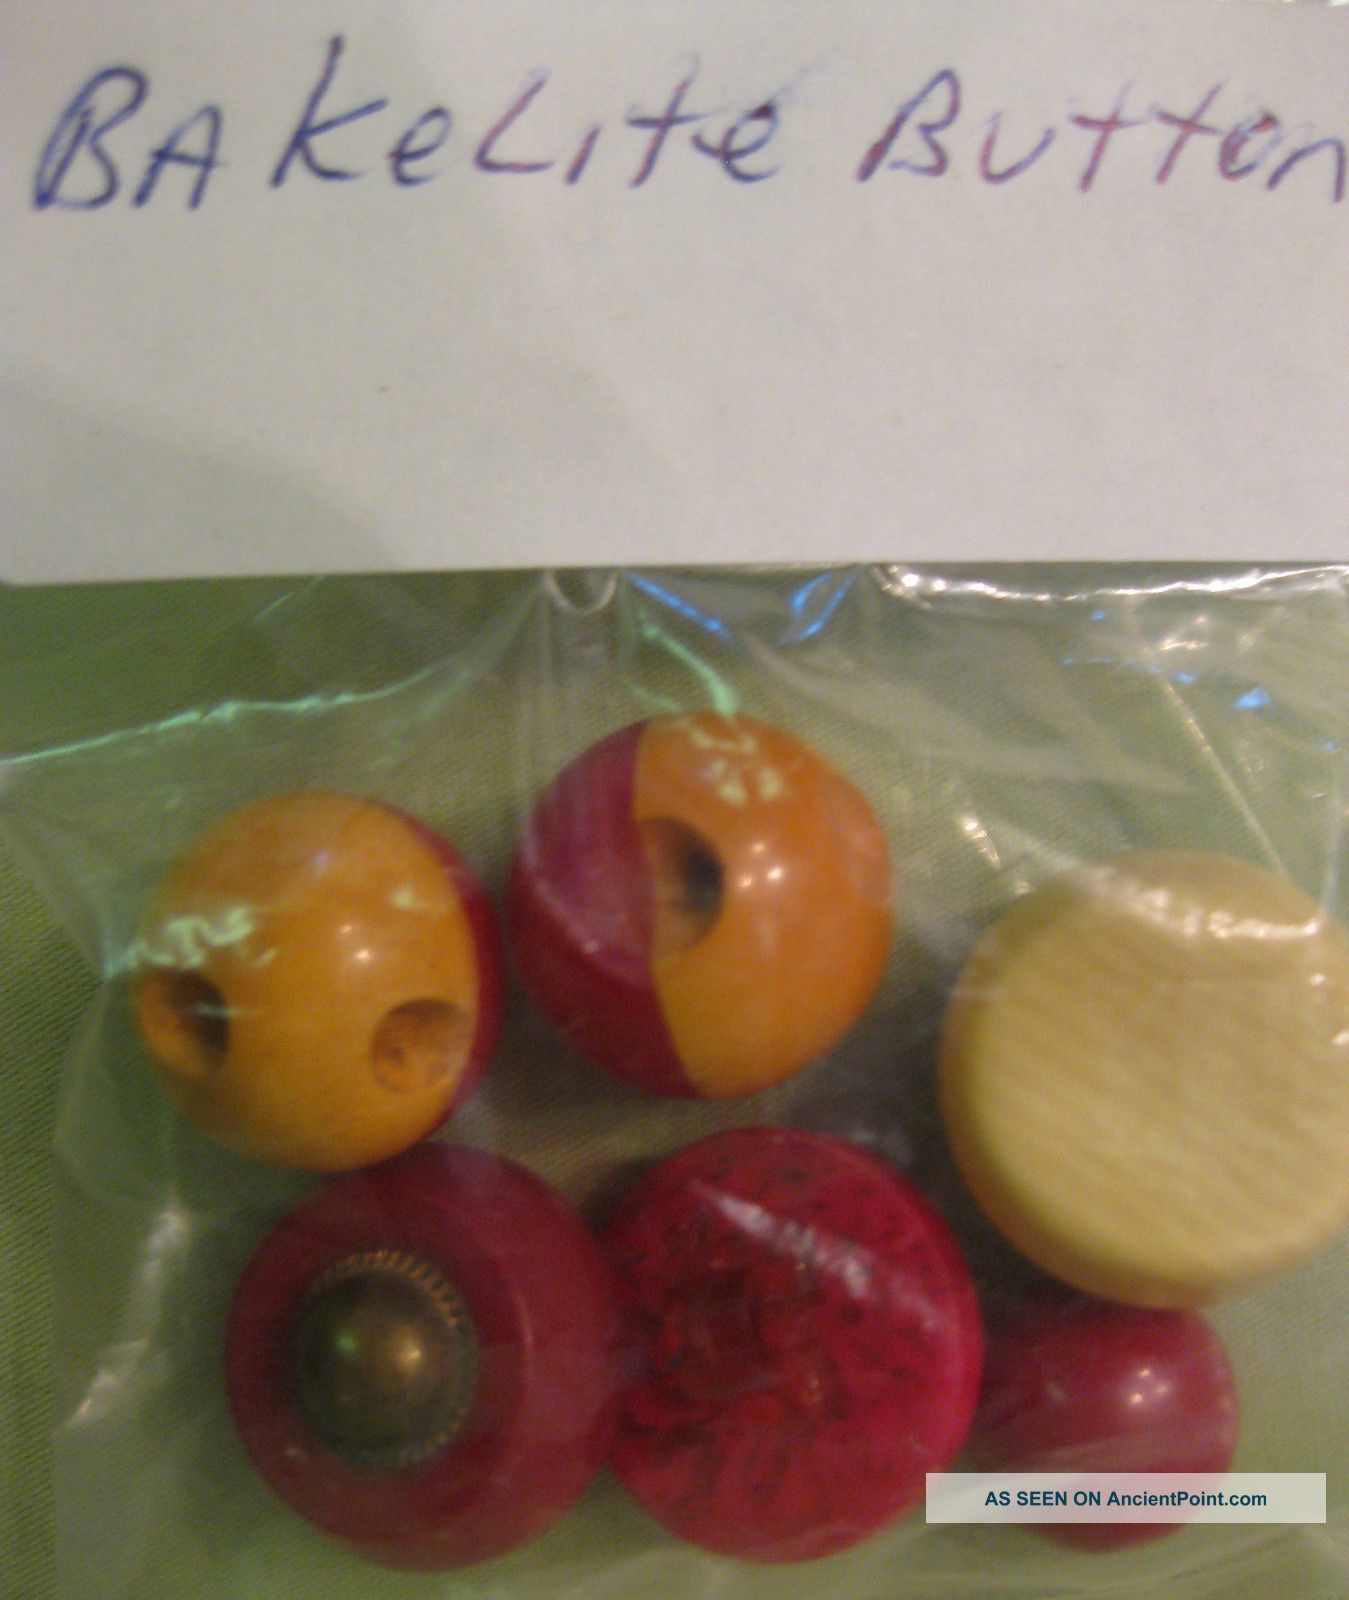 BAKeLite Button
AS SEEN ON AncientPoint.com